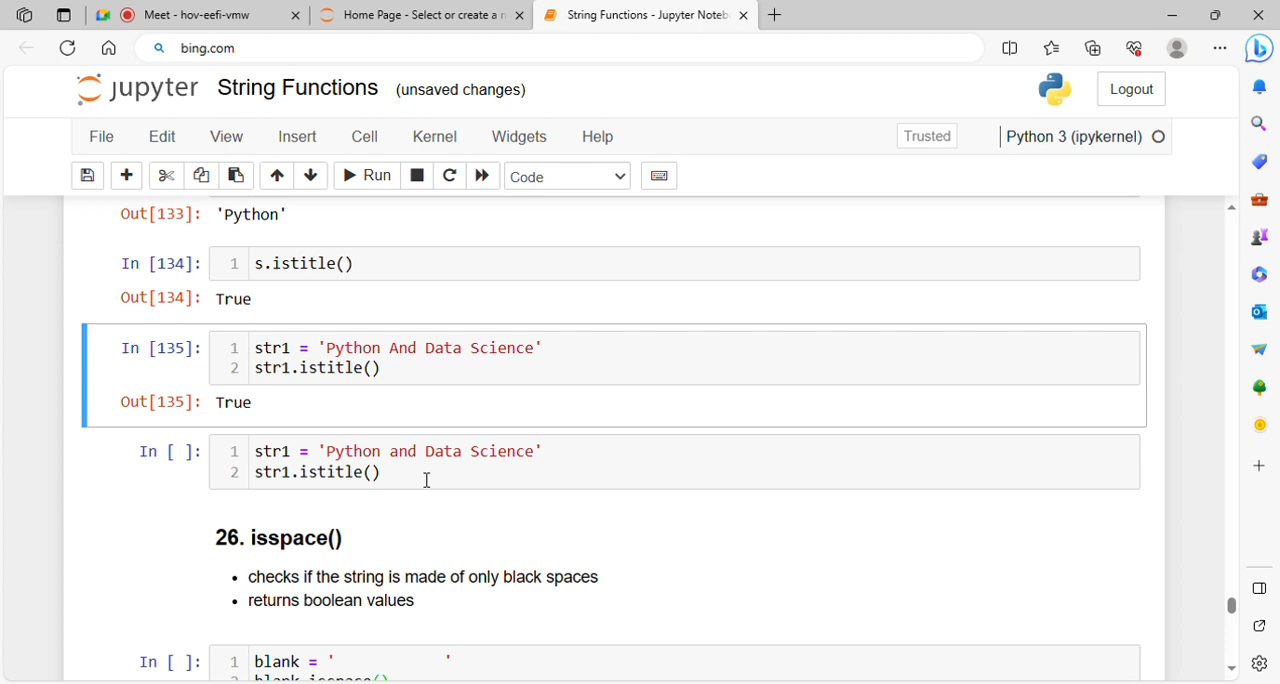 Meet - hov-eefi-vmw
Home Page - Select or create a n
String Functions - Jupyter Noteb
bing.com
jupyter String Functions (unsaved changes)
Logout
File Edit View Insert Cell Kernel Widgets Help
Trusted
Python 3 (ipykernel)
Run
Code
Out[133]: 'Python'
In [134]: 1 s.istitle()
Out[134]: True
In [135]: 1 str1 = 'Python And Data Science'
2 str1.istitle()
Out[135]: True
In [ ]: 1 str1 = 'Python and Data Science'
2 str1.istitle()
26. isspace()
• checks if the string is made of only black spaces
• returns boolean values
In [ ]: 1 blank = '            '
2 blank.isspace()